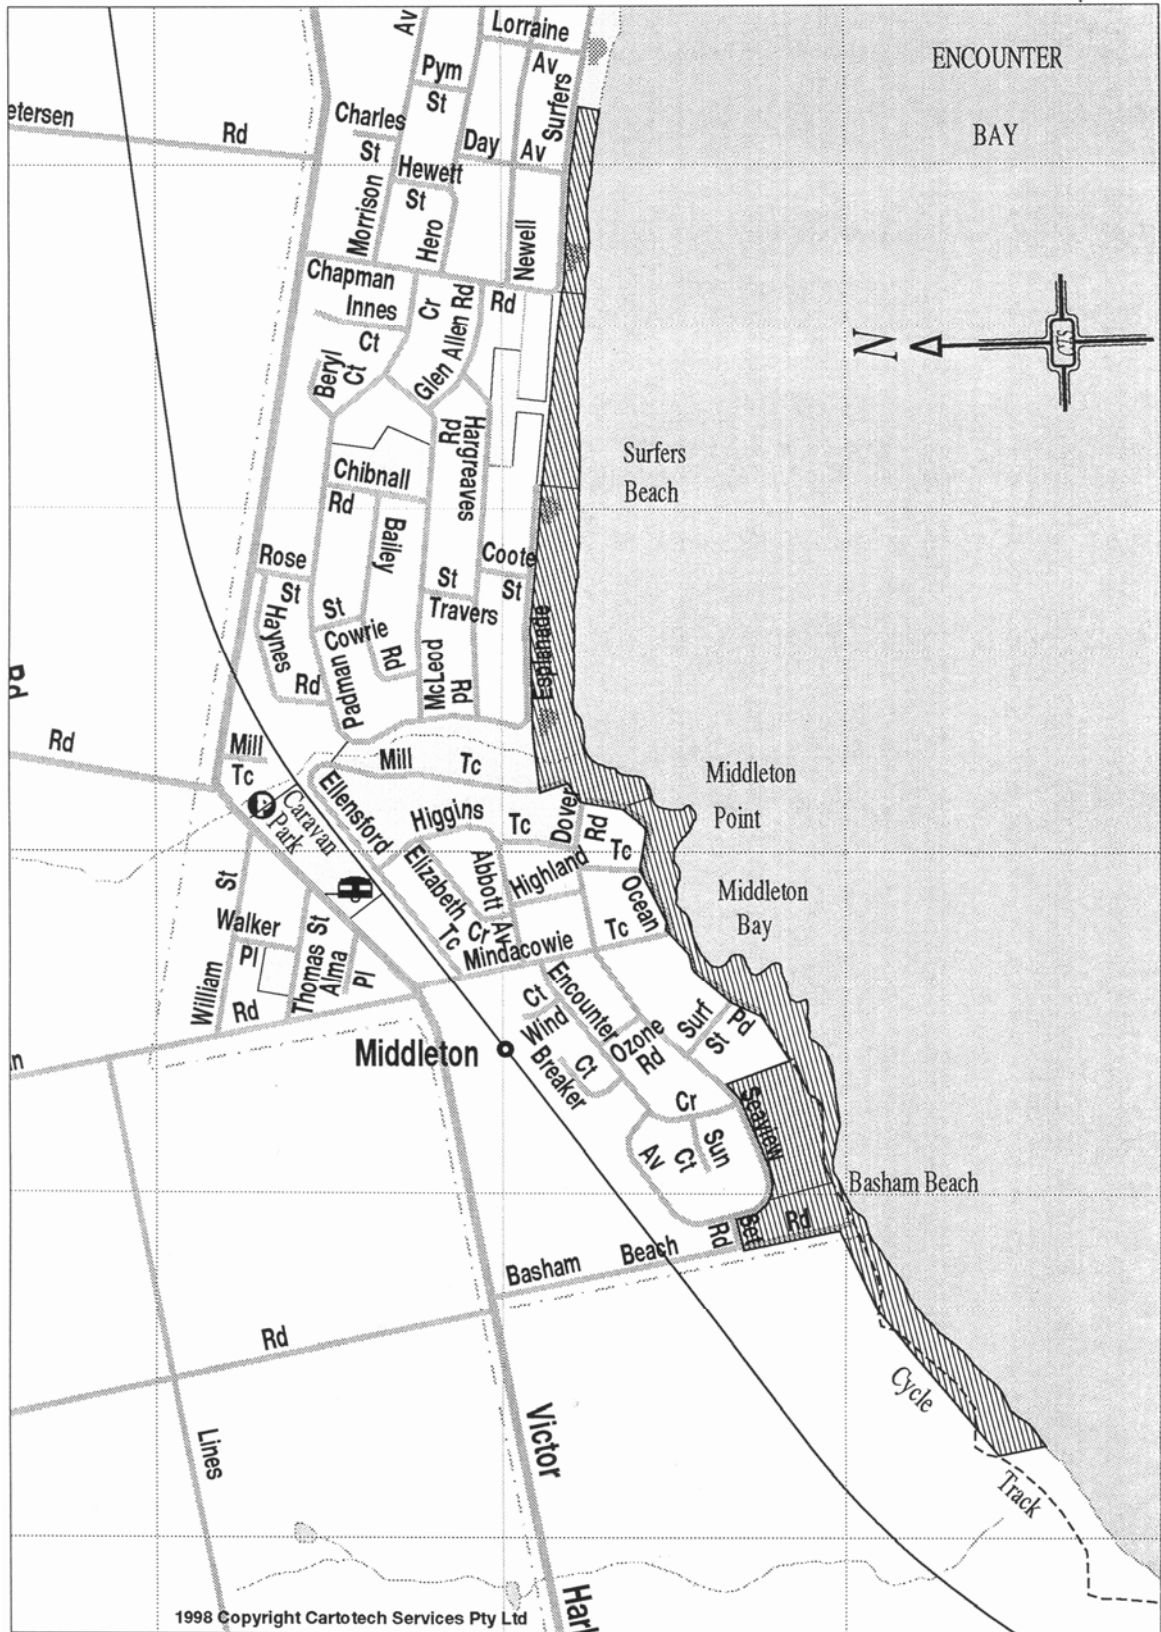 Av
Lorraine
Av
Surfers
Pym
St
ENCOUNTER
BAY
etersen
Rd
Charles
St
Day
Av
Hewett
St
Morrison
Hero
Newell
Chapman
Rd
Innes
Ct
Cr
Glen Allen Rd
Beryl
Ct
N
Hargreaves
Rd
Surfers
Beach
Chibnall
Rd
Bailey
Rose
St
Coote
St
St
Travers
Haynes
Rd
St
Cowrie
Rd
Padman
McLeod
Rd
Esplanade
Rd
Rd
Mill
Tc
Mill
Tc
Middleton
Point
Caravan
Park
Ellensford
Tc
Higgins
Tc
Dover
Rd
Tc
Ocean
Elizabeth
Cr
Abbott
Av
Highland
Tc
Middleton
Bay
H
St
William
Walker
Pl
Rd
Thomas St
Alma
Pl
Mindacowie
Encounter
Ct
Wind
Breaker
Ct
Ozone
Rd
Surf
St
Pd
Middleton
Cr
Seaview
Av
Sun
Ct
Basham Beach
Basham
Beach
Rd
Bet
Rd
Rd
Lines
Victor
Cycle
Track
Harl
1998 Copyright Cartotech Services Pty Ltd